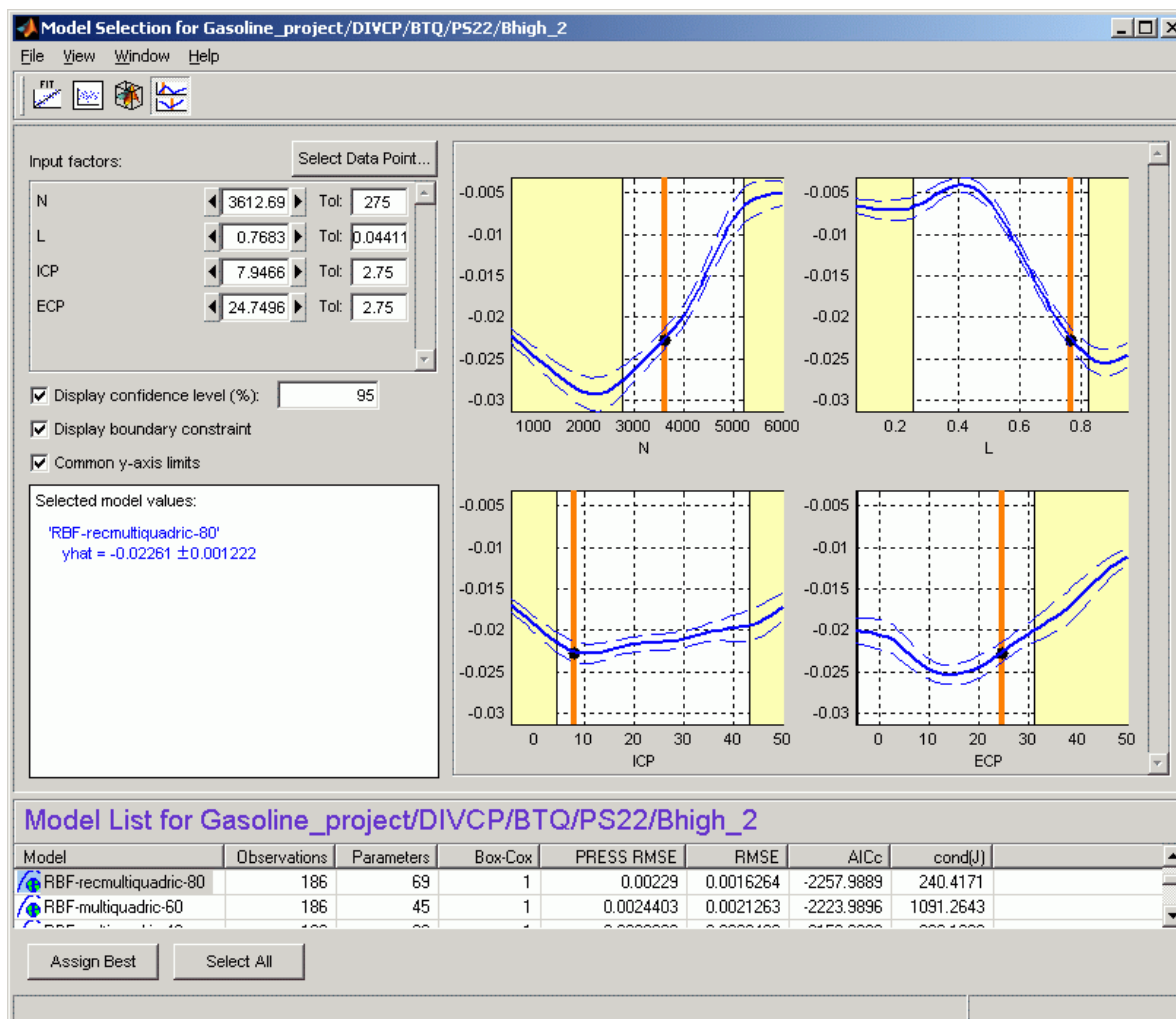 Model Selection for Gasoline_project/DIVCP/BTQ/PS22/Bhigh_2
File View Window Help
FIT
Input factors:
Select Data Point...
N 3612.69 Tol: 275
L 0.7683 Tol: 0.04411
ICP 7.9466 Tol: 2.75
ECP 24.7496 Tol: 2.75
Display confidence level (%): 95
Display boundary constraint
Common y-axis limits
Selected model values:
'RBF-recmultiquadric-80'
yhat = -0.02261 ±0.001222
-0.005
-0.01
-0.015
-0.02
-0.025
-0.03
1000 2000 3000 4000 5000 6000
N
-0.005
-0.01
-0.015
-0.02
-0.025
-0.03
0.2 0.4 0.6 0.8
L
-0.005
-0.01
-0.015
-0.02
-0.025
-0.03
0 10 20 30 40 50
ICP
-0.005
-0.01
-0.015
-0.02
-0.025
-0.03
0 10 20 30 40 50
ECP
Model List for Gasoline_project/DIVCP/BTQ/PS22/Bhigh_2
Model Observations Parameters Box-Cox PRESS RMSE RMSE AICc cond(J)
RBF-recmultiquadric-80 186 69 1 0.00229 0.0016264 -2257.9889 240.4171
RBF-multiquadric-60 186 45 1 0.0024403 0.0021263 -2223.9896 1091.2643
Assign Best
Select All